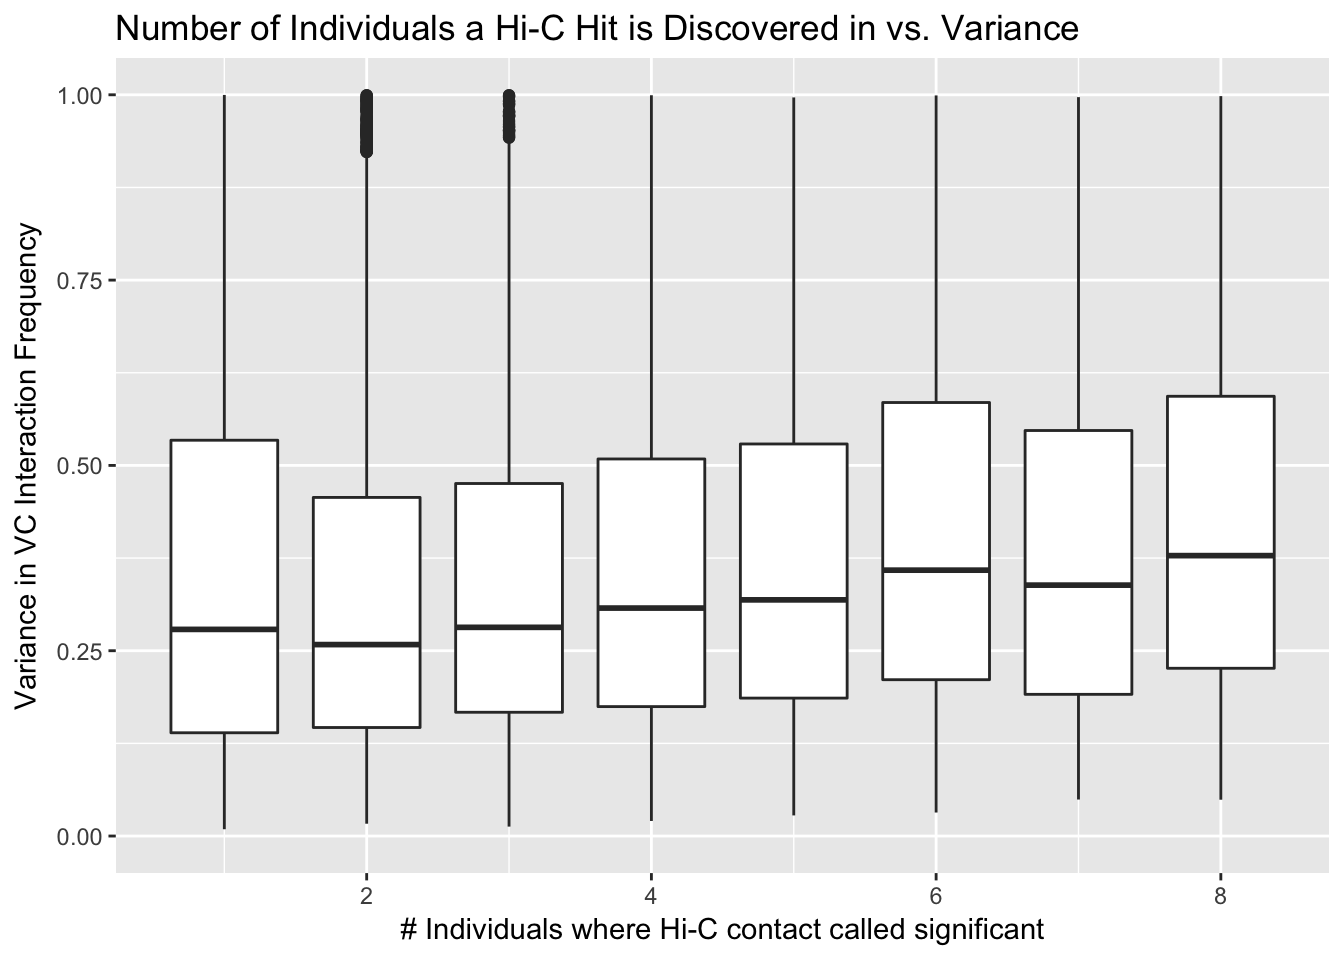 Number of Individuals a Hi-C Hit is Discovered in vs. Variance
Variance in VC Interaction Frequency
1.00
0.75
0.50
0.25
0.00
2 4 6 8
# Individuals where Hi-C contact called significant